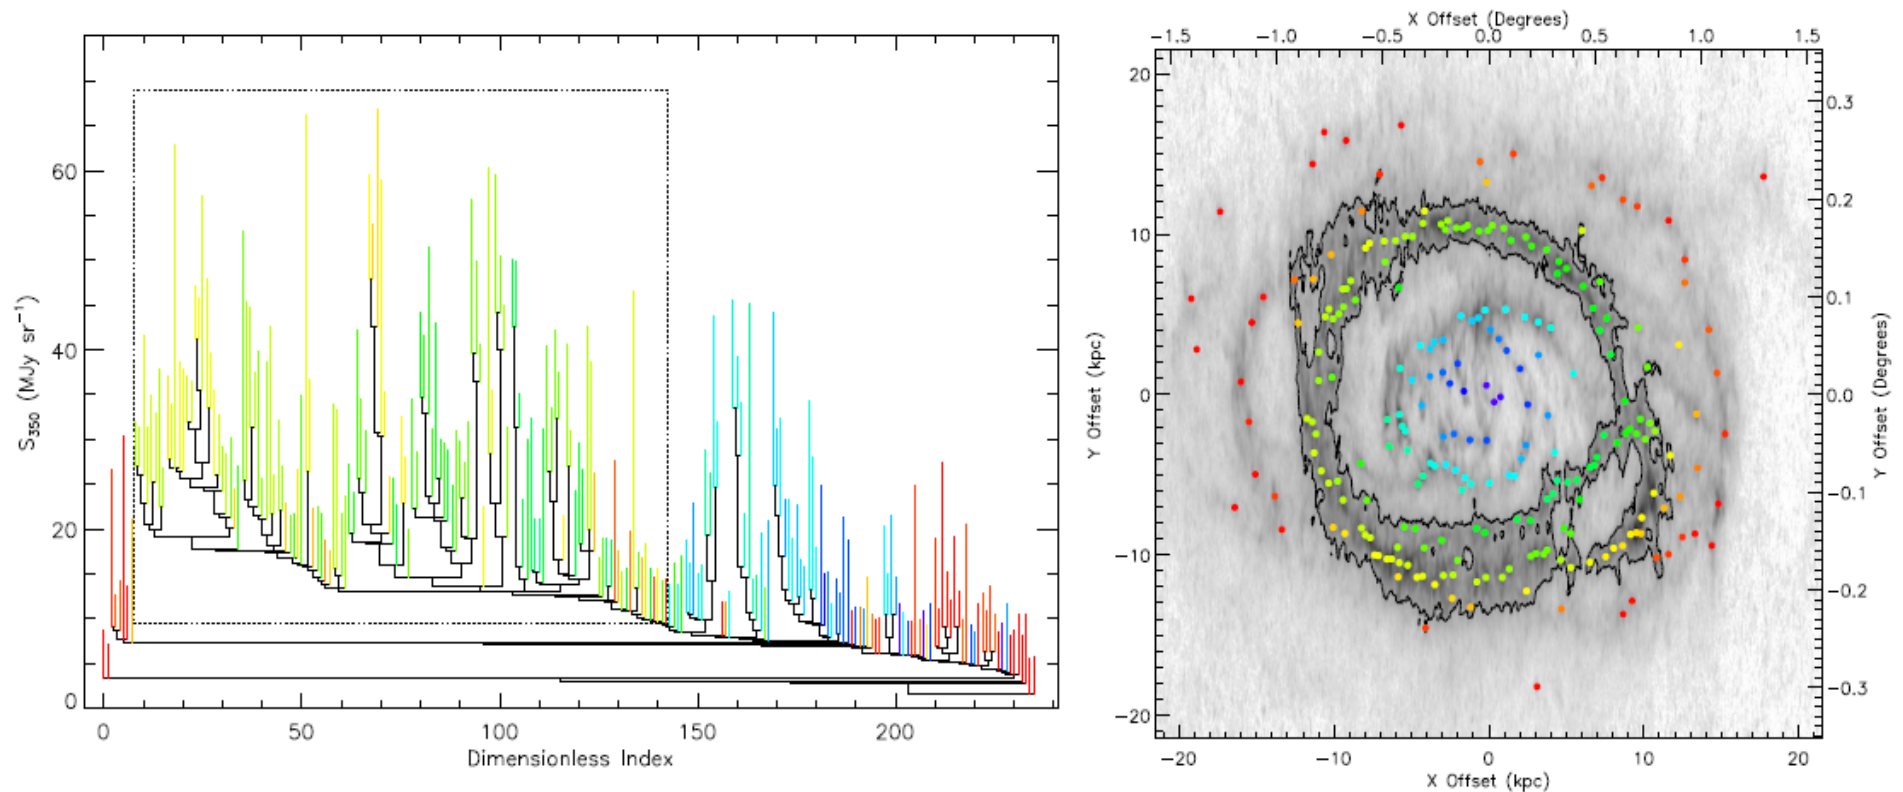 60
40
20
0
S350 (MJy sr−1)
0 50 100 150 200
Dimensionless Index
X Offset (Degrees)
−1.5 −1.0 −0.5 0.0 0.5 1.0 1.5
20
10
0
−10
−20
Y Offset (kpc)
0.3
0.2
0.1
0.0
−0.1
−0.2
−0.3
Y Offset (Degrees)
−20 −10 0 10 20
X Offset (kpc)